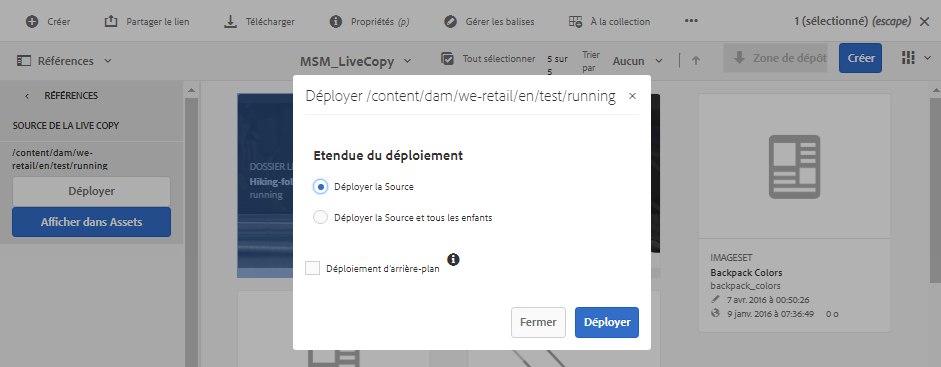 Créer
Partager le lien
Télécharger
Propriétés (p)
Gérer les balises
À la collection
1 (sélectionné) (escape)
Références
MSM_LiveCopy
Tout sélectionner
5 sur
5
Trier
par
Aucun
Zone de dépôt
Créer
RÉFÉRENCES
SOURCE DE LA LIVE COPY
/content/dam/we-
retail/en/test/running
Déployer
Afficher dans Assets
DOSSIER
Hiking-fol
running
Déployer /content/dam/we-retail/en/test/running
Etendue du déploiement
Déployer la Source
Déployer la Source et tous les enfants
Déploiement d'arrière-plan
Fermer
Déployer
IMAGESET
Backpack Colors
backpack_colors
7 avr. 2016 à 00:50:26
9 janv. 2016 à 07:36:49 0 o